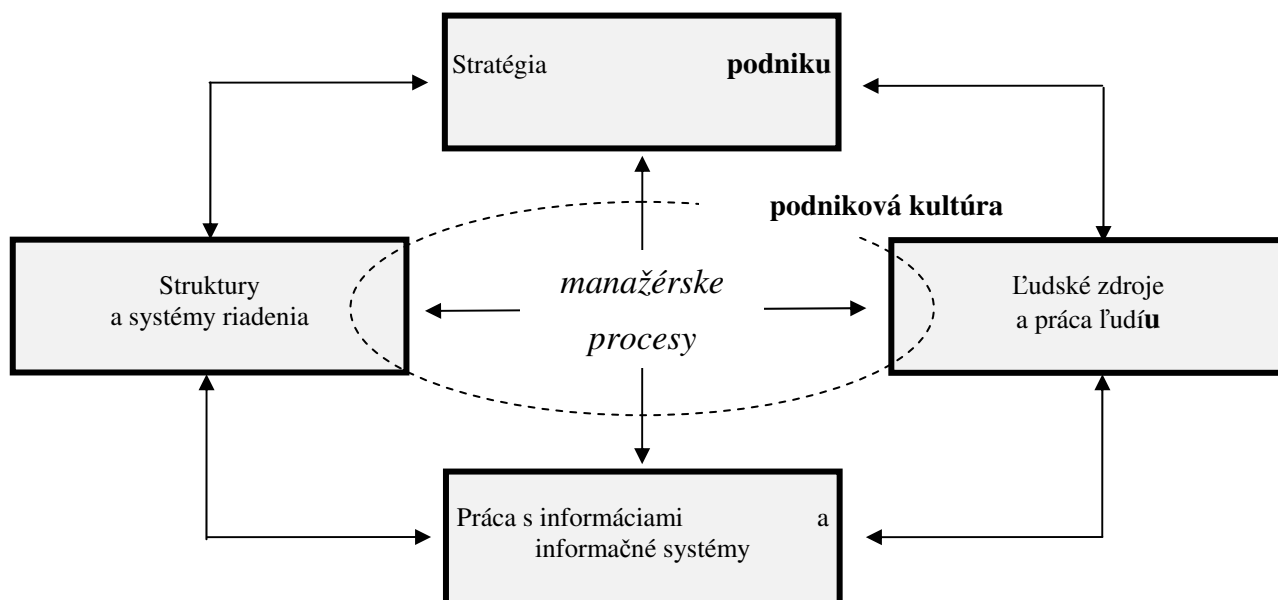 Stratégia podniku
podniková kultúra
Struktury
a systémy riadenia
manažérske
procesy
Ľudské zdroje
a práca ľudíu
Práca s informáciami a
informačné systémy